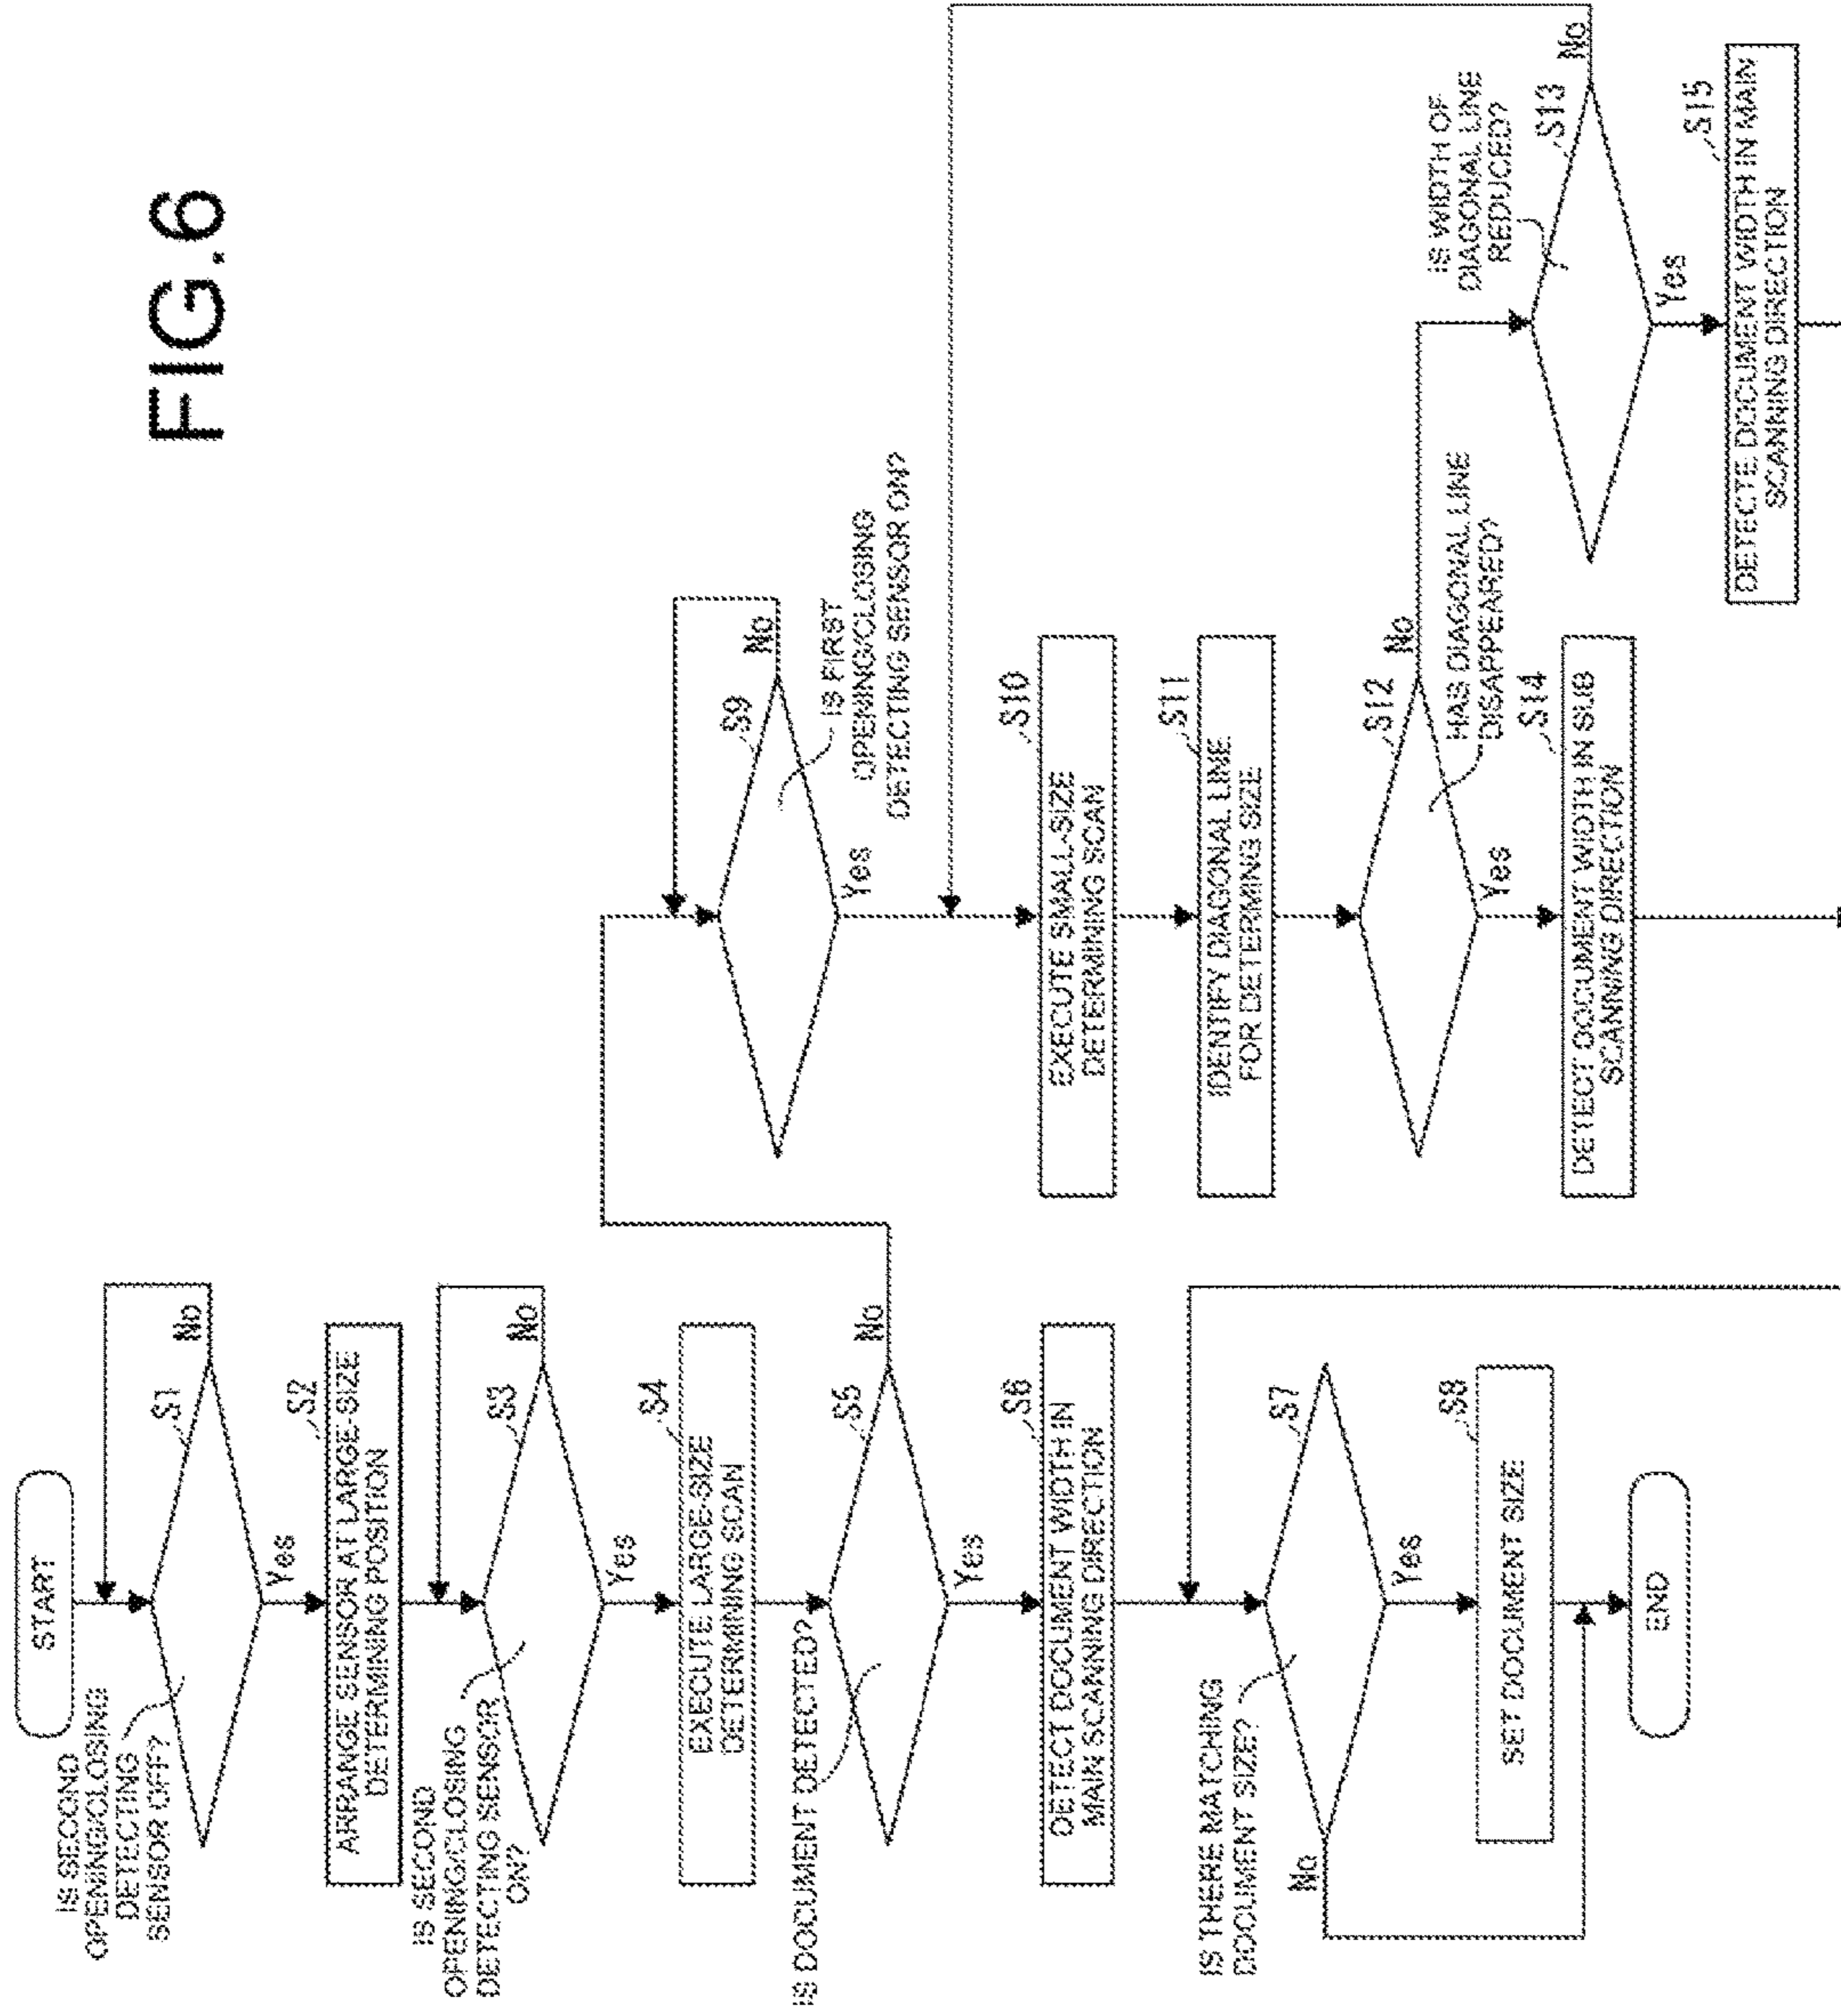 FIG.6
START
IS SECOND
OPENING/CLOSING
DETECTING
SENSOR OFF?
S1
No
Yes
S2
ARRANGE SENSOR AT LARGE-SIZE
DETERMINING POSITION
IS SECOND
OPENING/CLOSING
DETECTING SENSOR
ON?
S3
No
Yes
S4
EXECUTE LARGE-SIZE
DETERMINING SCAN
IS DOCUMENT DETECTED?
S5
No
Yes
S6
DETECT DOCUMENT WIDTH IN
MAIN SCANNING DIRECTION
IS THERE MATCHING
DOCUMENT SIZE?
S7
No
Yes
S8
SET DOCUMENT SIZE
END
S9
No
IS FIRST
OPENING/CLOSING
DETECTING SENSOR ON?
Yes
S10
EXECUTE SMALL-SIZE
DETERMINING SCAN
S11
IDENTIFY DIAGONAL LINE
FOR DETERMING SIZE
S12
No
HAS DIAGONAL LINE
DISAPPEARED?
Yes
S14
DETECT DOCUMENT WIDTH IN SUB
SCANNING DIRECTION
IS WIDTH OF
DIAGONAL LINE
REDUCED?
S13
No
Yes
S15
DETECTE DOCUMENT WIDTH IN MAIN
SCANNING DIRECTION